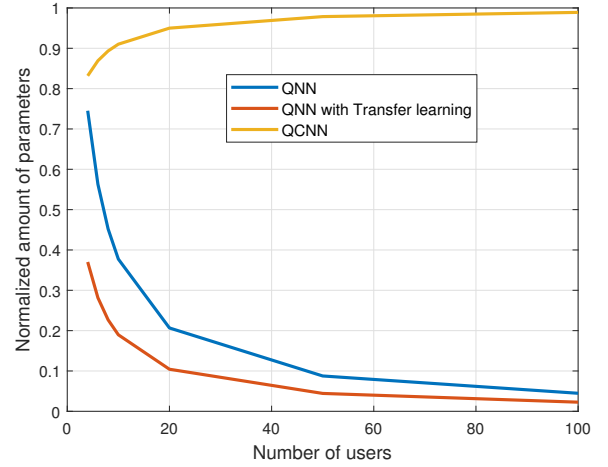 1
0.9
0.8
0.7
0.6
0.5
0.4
0.3
0.2
0.1
0
Normalized amount of parameters
QNN
QNN with Transfer learning
QCNN
0 20 40 60 80 100
Number of users